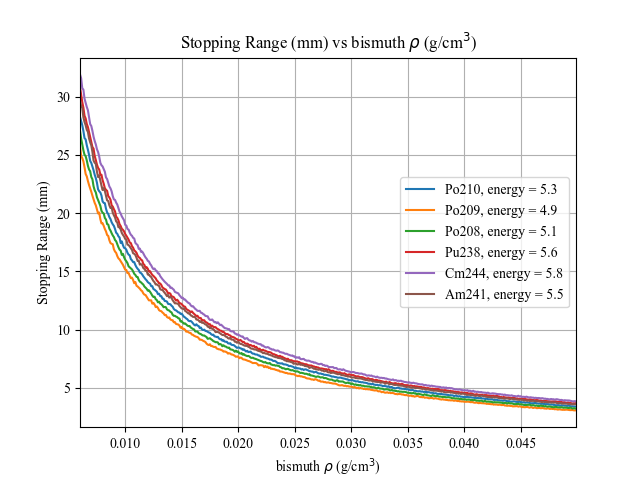 Stopping Range (mm) vs bismuth ρ (g/cm³)
Stopping Range (mm)
30
25
20
15
10
5
Po210, energy = 5.3
Po209, energy = 4.9
Po208, energy = 5.1
Pu238, energy = 5.6
Cm244, energy = 5.8
Am241, energy = 5.5
0.010 0.015 0.020 0.025 0.030 0.035 0.040 0.045
bismuth ρ (g/cm³)